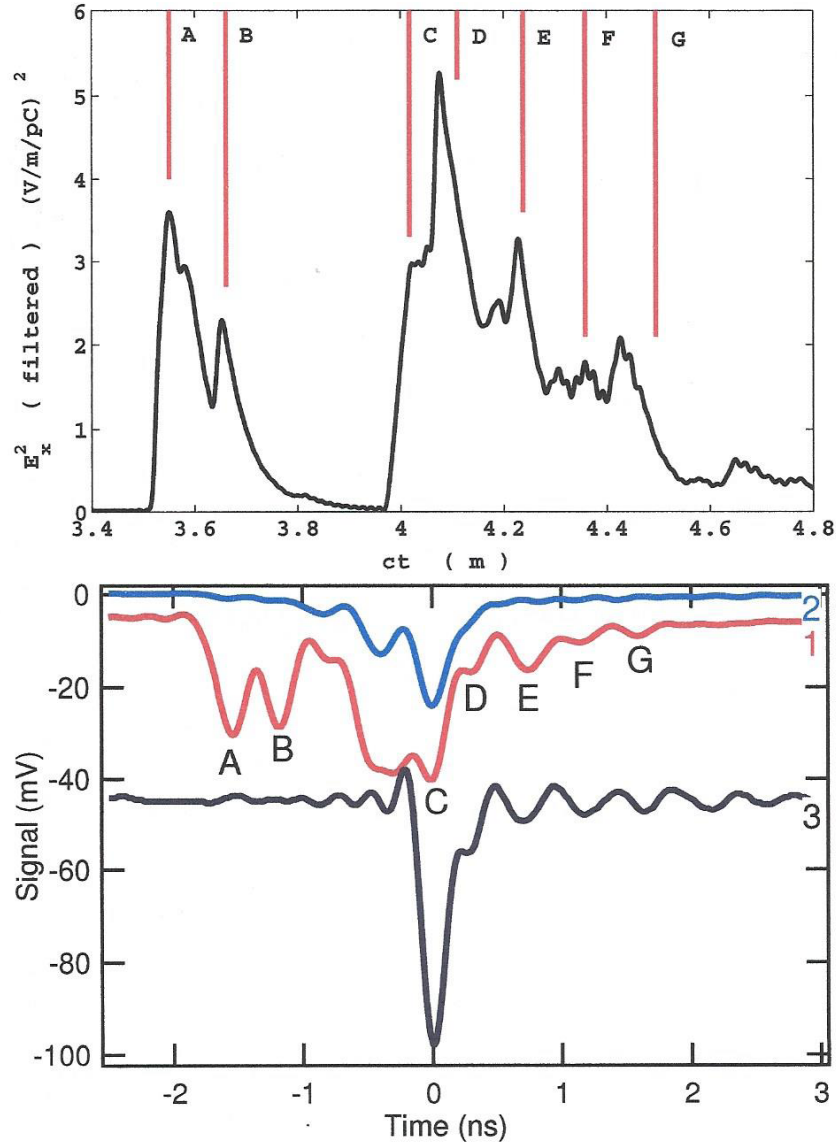 6
A B C D E F G
5
4
3
2
1
0
E_x^2 ( filtered ) (V/m/pC)^2
3.4 3.6 3.8 4 4.2 4.4 4.6 4.8
ct ( m )
0
2
1
-20
A B C D E F G
-40
3
-60
-80
-100
Signal (mV)
-2 -1 0 1 2 3
Time (ns)